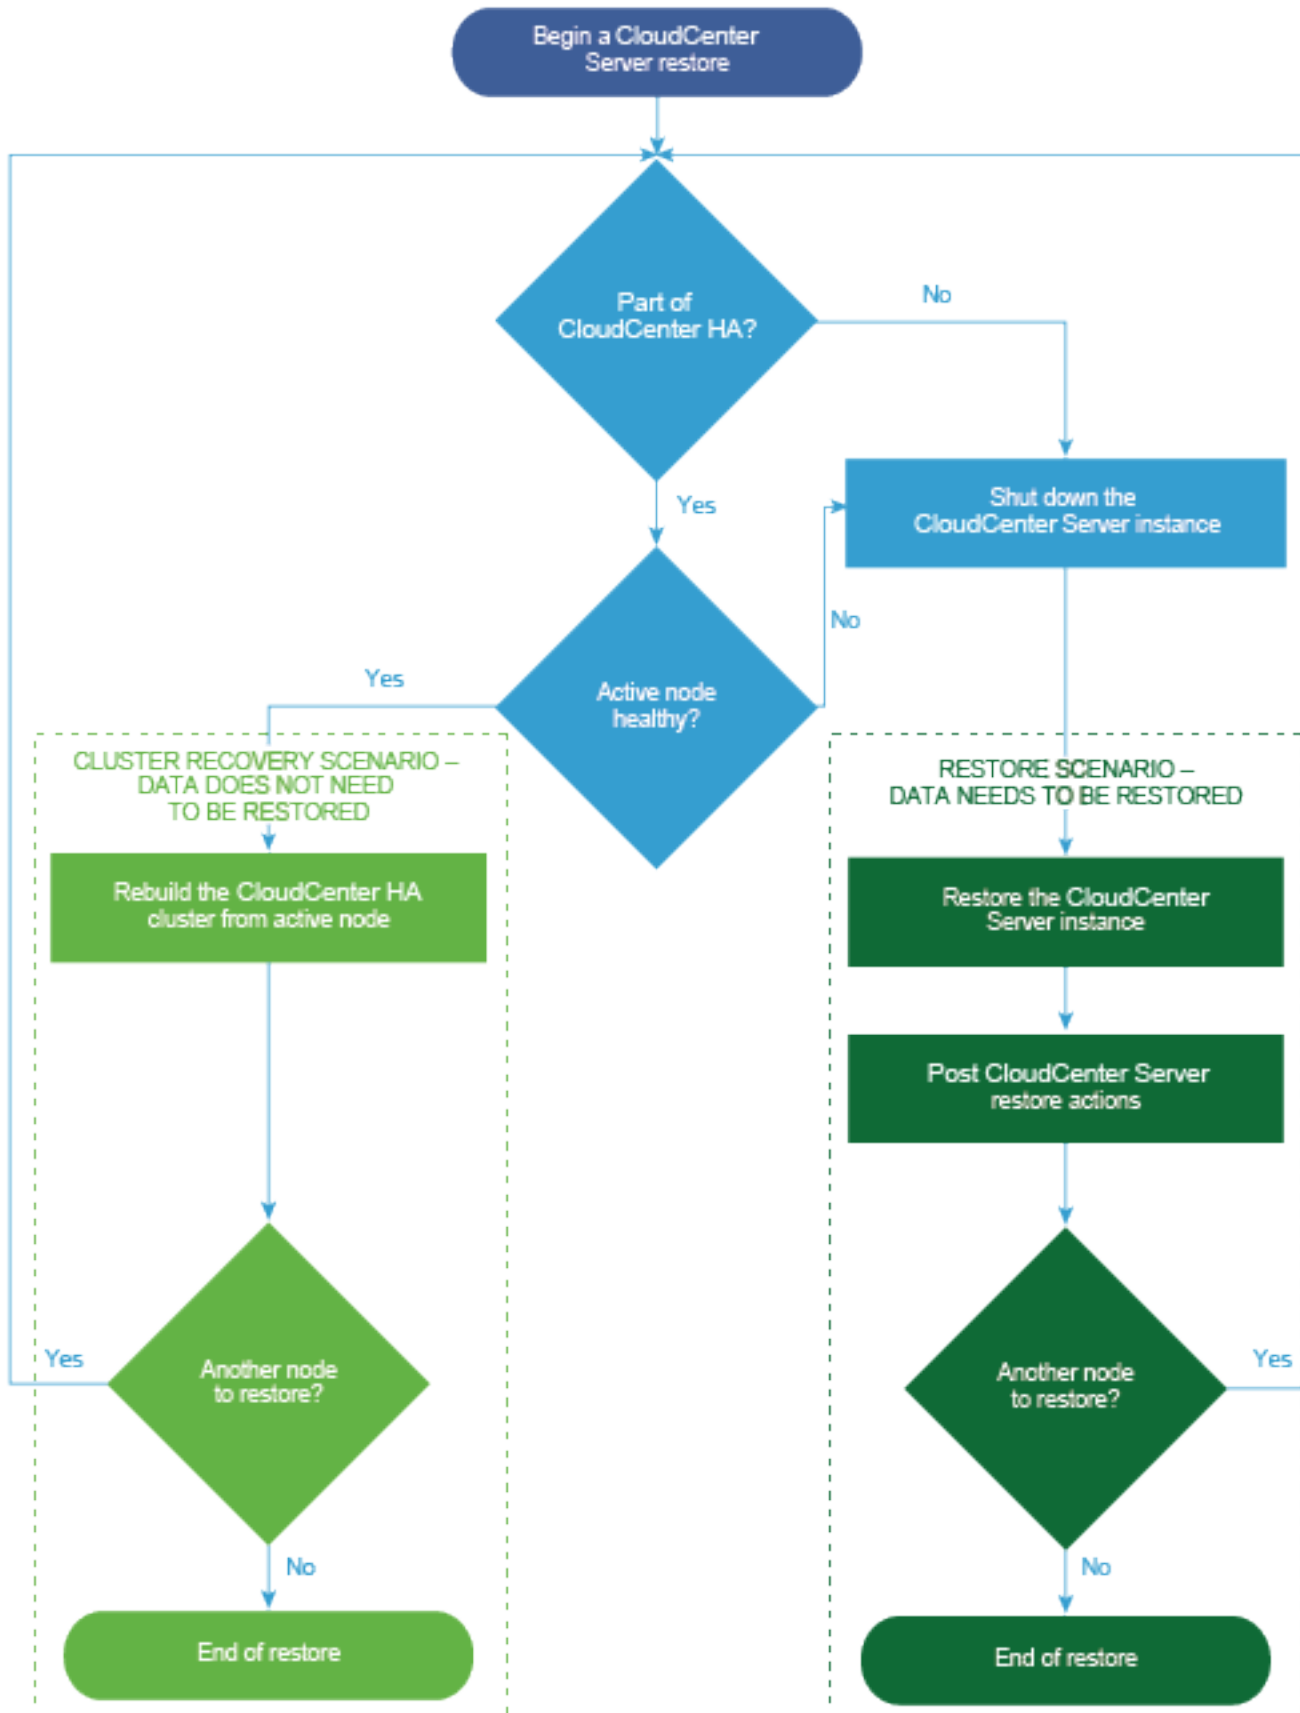 Begin a CloudCenter
Server restore
Part of
CloudCenter HA?
No
Yes
Shut down the
CloudCenter Server instance
No
Yes
Active node
healthy?
CLUSTER RECOVERY SCENARIO –
DATA DOES NOT NEED
TO BE RESTORED
RESTORE SCENARIO –
DATA NEEDS TO BE RESTORED
Rebuild the CloudCenter HA
cluster from active node
Restore the CloudCenter
Server instance
Post CloudCenter Server
restore actions
Yes
Another node
to restore?
Another node
to restore?
Yes
No
No
End of restore
End of restore